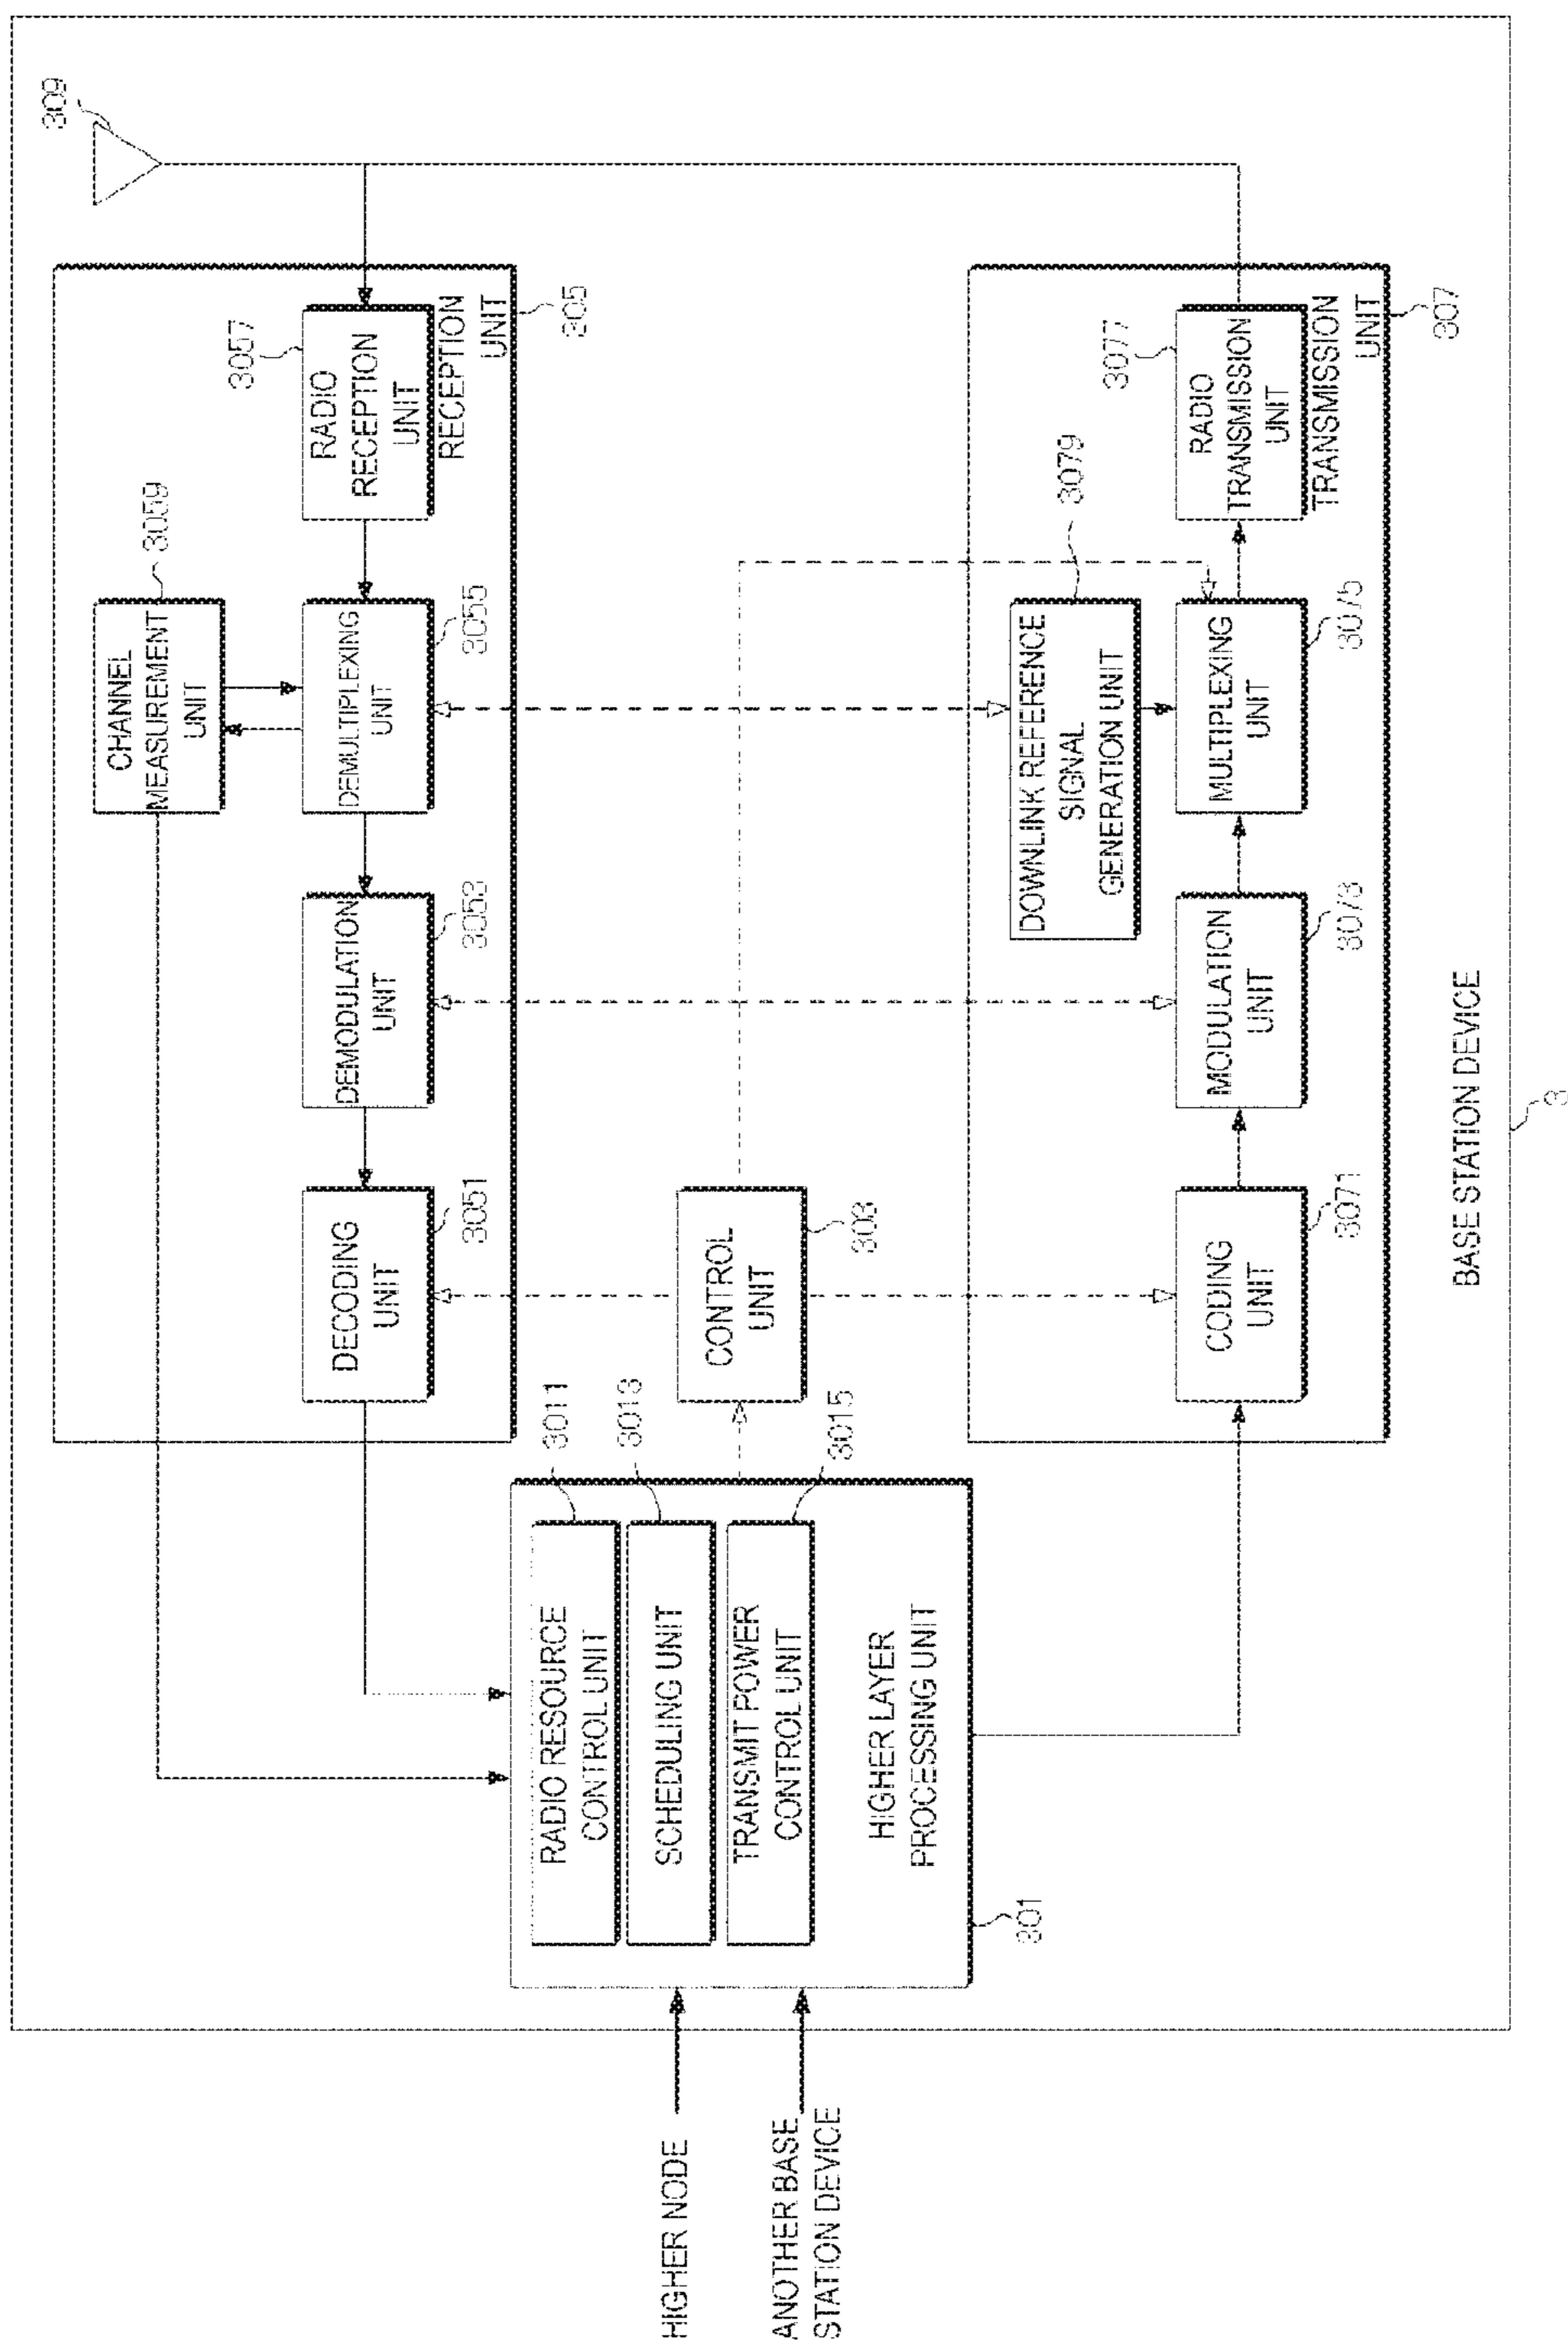 309
3059
CHANNEL
MEASUREMENT
UNIT
3057
RADIO
RECEPTION
UNIT
DEMULTIPLEXING
UNIT
3055
DEMODULATION
UNIT
3053
DECODING
UNIT
3051
RECEPTION
UNIT
305
3011
RADIO RESOURCE
CONTROL UNIT
3013
SCHEDULING UNIT
3015
TRANSMIT POWER
CONTROL UNIT
HIGHER LAYER
PROCESSING UNIT
301
HIGHER NODE
ANOTHER BASE
STATION DEVICE
CONTROL
UNIT
303
3079
DOWNLINK REFERENCE
SIGNAL
GENERATION UNIT
CODING
UNIT
3071
MODULATION
UNIT
3073
MULTIPLEXING
UNIT
3075
3077
RADIO
TRANSMISSION
UNIT
TRANSMISSION
UNIT
307
BASE STATION DEVICE
3